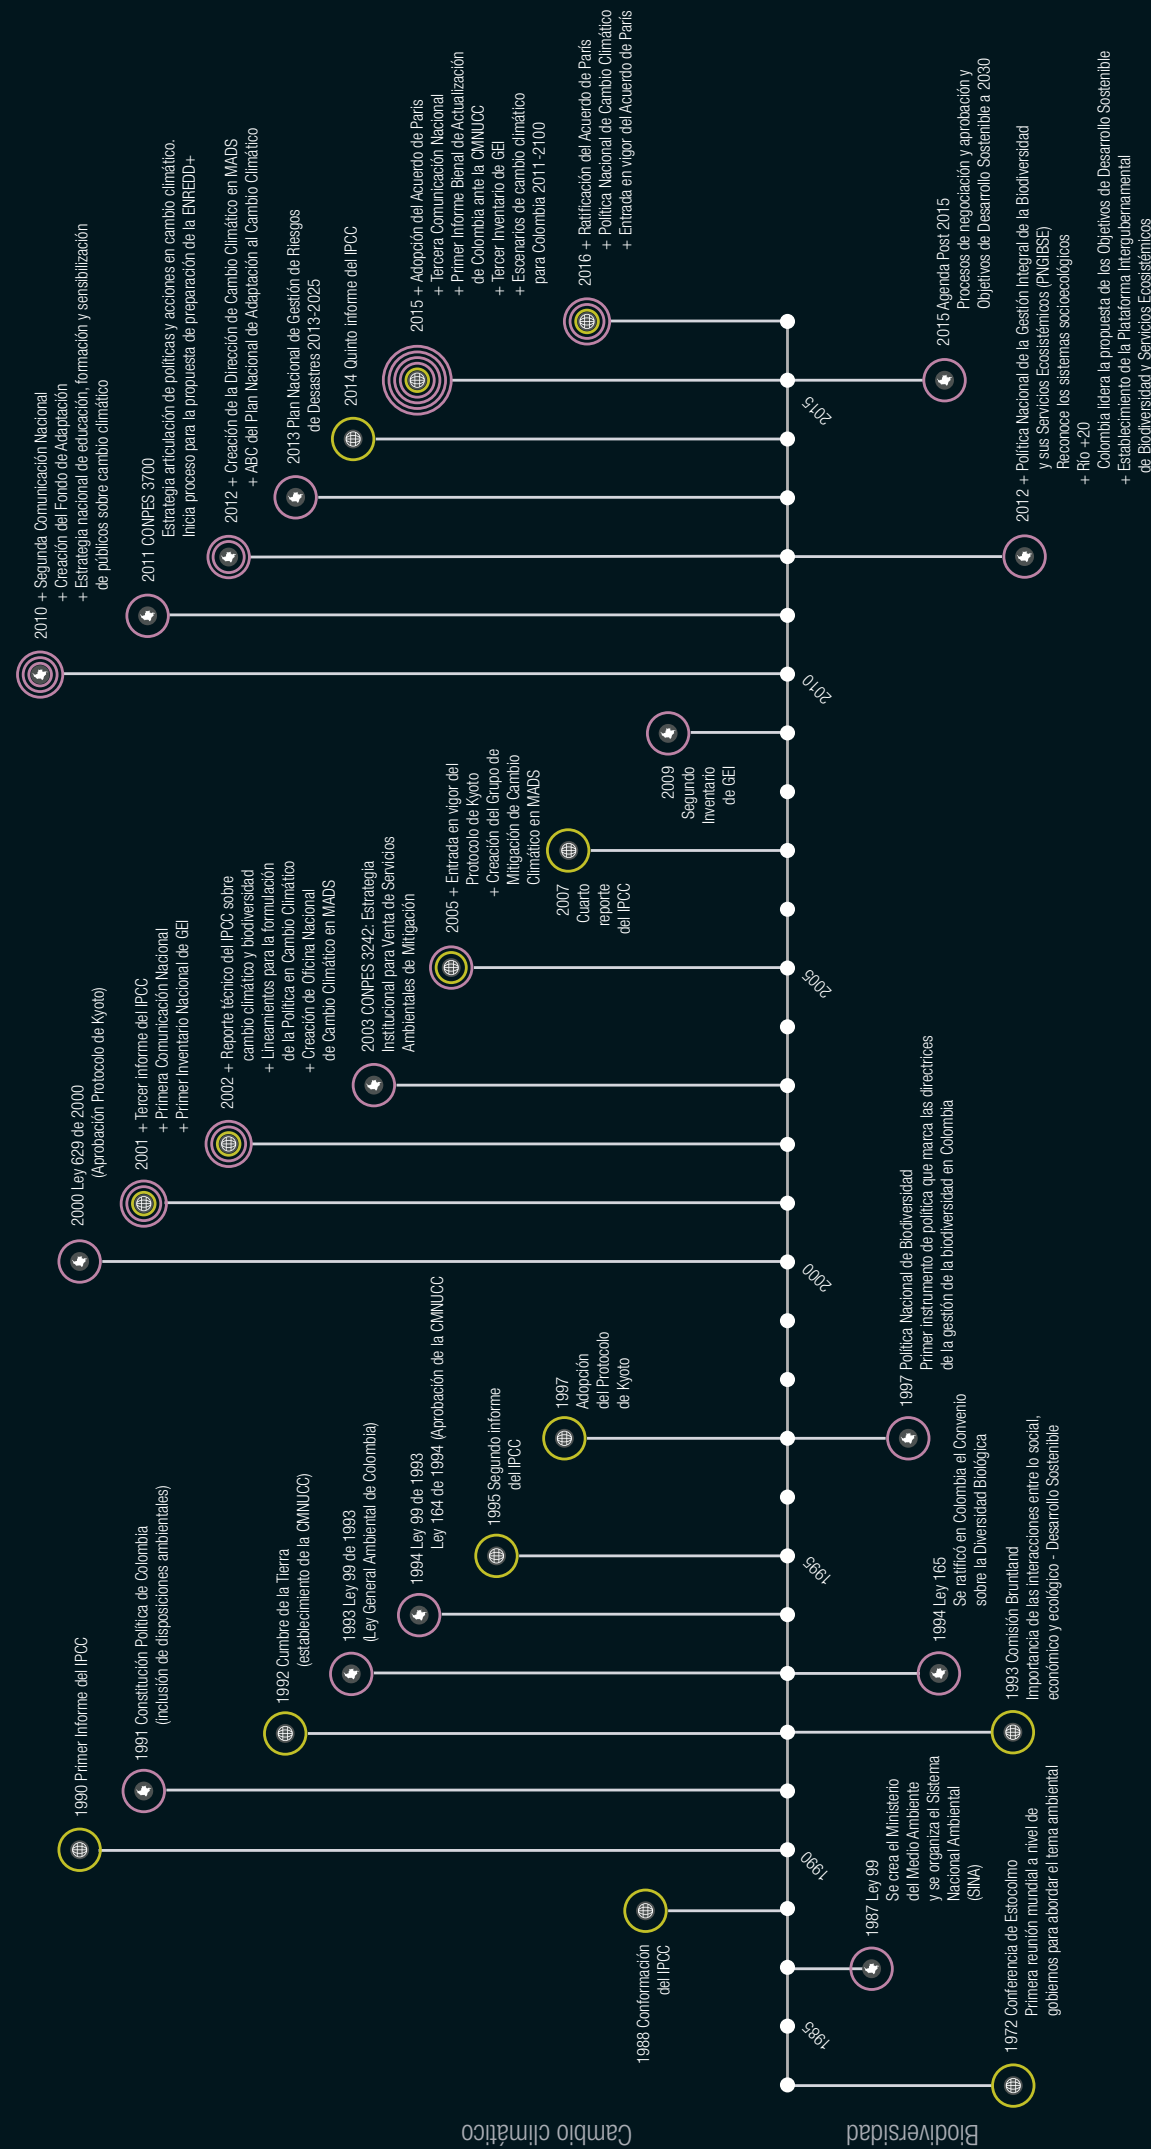 Cambio climático
1988 Conformación
del IPCC
1990 Primer Informe del IPCC
1991 Constitución Política de Colombia
(inclusión de disposiciones ambientales)
1992 Cumbre de la Tierra
(establecimiento de la CMNUCC)
1993 Ley 99 de 1993
(Ley General Ambiental de Colombia)
1994 Ley 99 de 1993
Ley 164 de 1994 (Aprobación de la CMNUCC
1995 Segundo informe
del IPCC
1997
Adopción
del Protocolo
de Kyoto
2000 Ley 629 de 2000
(Aprobación Protocolo de Kyoto)
2001 + Tercer informe del IPCC
+ Primera Comunicación Nacional
+ Primer Inventario Nacional de GEI
2002 + Reporte técnico del IPCC sobre
cambio climático y biodiversidad
+ Lineamientos para la formulación
de la Política en Cambio Climático
+ Creación de Oficina Nacional
de Cambio Climático en MADS
2003 CONPES 3242: Estrategia
Institucional para Venta de Servicios
Ambientales de Mitigación
2005 + Entrada en vigor del
Protocolo de Kyoto
+ Creación del Grupo de
Mitigación de Cambio
Climático en MADS
2007
Cuarto
reporte
del IPCC
2009
Segundo
Inventario
de GEI
2010 + Segunda Comunicación Nacional
+ Creación del Fondo de Adaptación
+ Estrategia nacional de educación, formación y sensibilización
de públicos sobre cambio climático
2011 CONPES 3700
Estrategia articulación de políticas y acciones en cambio climático.
Inicia proceso para la propuesta de preparación de la ENREDD+
2012 + Creación de la Dirección de Cambio Climático en MADS
+ ABC del Plan Nacional de Adaptación al Cambio Climático
2013 Plan Nacional de Gestión de Riesgos
de Desastres 2013-2025
2014 Quinto informe del IPCC
2015 + Adopción del Acuerdo de París
+ Tercera Comunicación Nacional
+ Primer Informe Bienal de Actualización
de Colombia ante la CMNUCC
+ Tercer Inventario de GEI
+ Escenarios de cambio climático
para Colombia 2011-2100
2016 + Ratificación del Acuerdo de París
+ Política Nacional de Cambio Climático
+ Entrada en vigor del Acuerdo de París
1985
1990
1995
2000
2005
2010
2015
Biodiversidad
1972 Conferencia de Estocolmo
Primera reunión mundial a nivel de
gobiernos para abordar el tema ambiental
1987 Ley 99
Se crea el Ministerio
del Medio Ambiente
y se organiza el Sistema
Nacional Ambiental
(SINA)
1993 Comisión Bruntland
Importancia de las interacciones entre lo social,
económico y ecológico - Desarrollo Sostenible
1994 Ley 165
Se ratificó en Colombia el Convenio
sobre la Diversidad Biológica
1997 Política Nacional de Biodiversidad
Primer instrumento de política que marca las directrices
de la gestión de la biodiversidad en Colombia
2012 + Política Nacional de la Gestión Integral de la Biodiversidad
y sus Servicios Ecosistémicos (PNGIBSE)
Reconoce los sistemas socioecológicos
+ Río +20
Colombia lidera la propuesta de los Objetivos de Desarrollo Sostenible
+ Establecimiento de la Plataforma Intergubernamental
de Biodiversidad y Servicios Ecosistémicos
2015 Agenda Post 2015
Procesos de negociación y aprobación y
Objetivos de Desarrollo Sostenible a 2030